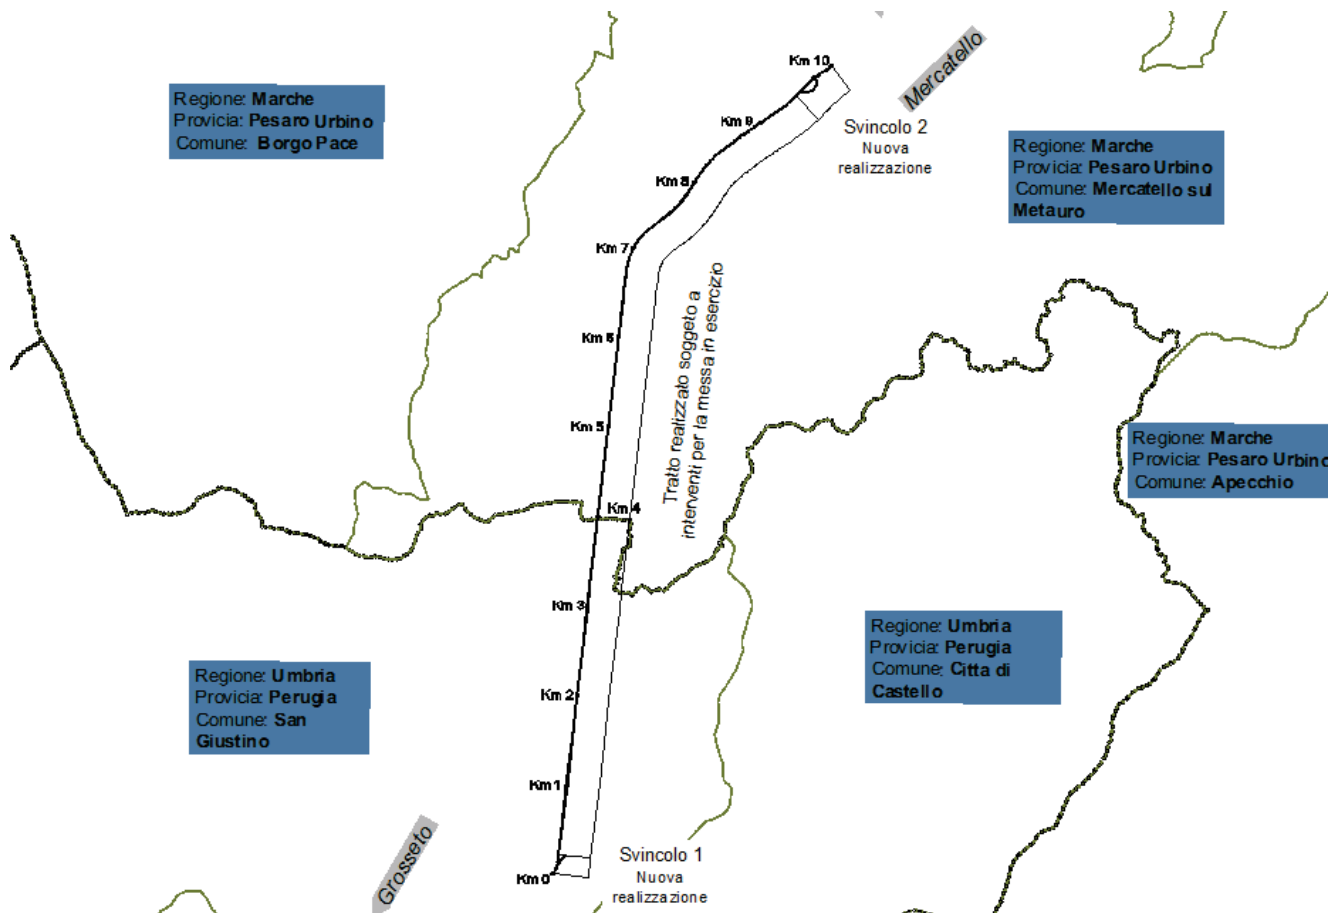 Km 10
Mercatello
Regione: Marche
Provicia: Pesaro Urbino
Comune: Borgo Pace
Km 9
Svincolo 2
Nuova
realizzazione
Regione: Marche
Provicia: Pesaro Urbino
Comune: Mercatello sul
Metauro
Km 8
Km 7
Tratto realizzato soggeto a
interventi per la messa in esercizio
Km 6
Km 5
Regione: Marche
Provicia: Pesaro Urbino
Comune: Apecchio
Km 4
Km 3
Regione: Umbria
Provicia: Perugia
Comune: Citta di
Castello
Regione: Umbria
Provicia: Perugia
Comune: San
Giustino
Km 2
Km 1
Grosseto
Km 0
Svincolo 1
Nuova
realizzazione